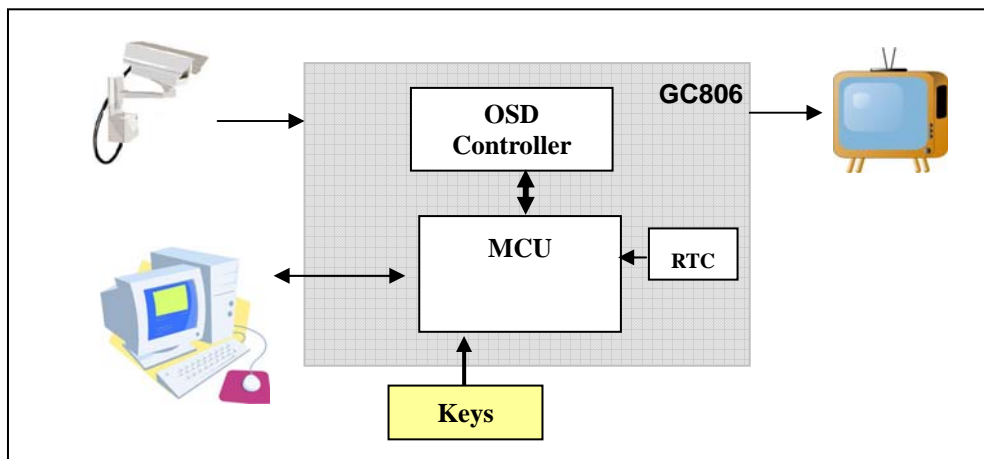 GC806
OSD
Controller
MCU
RTC
Keys